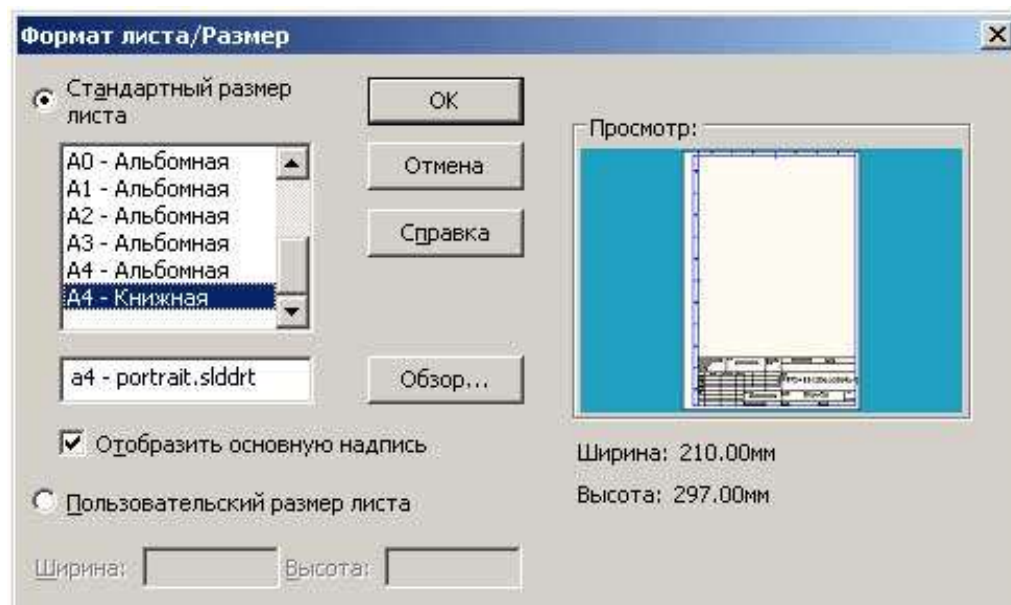 Формат листа/Размер
Стандартный размер
листа
ОК
Отмена
Справка
A0 - Альбомная
A1 - Альбомная
A2 - Альбомная
A3 - Альбомная
A4 - Альбомная
A4 - Книжная
a4 - portrait.slddrt
Обзор...
Отобразить основную надпись
Пользовательский размер листа
Ширина:
Высота:
Просмотр:
Ширина: 210.00мм
Высота: 297.00мм